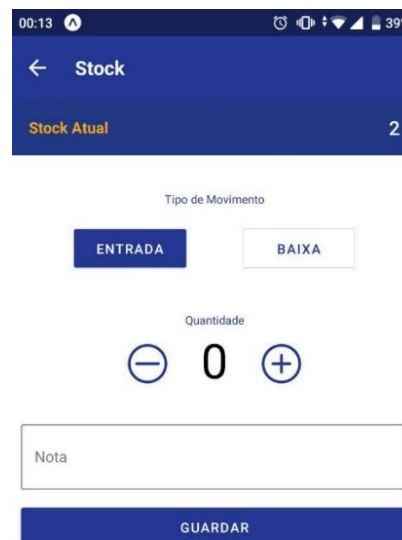 00:13 39%
Stock
Stock Atual 2
Tipo de Movimento
ENTRADA BAIXA
Quantidade
0
Nota
GUARDAR